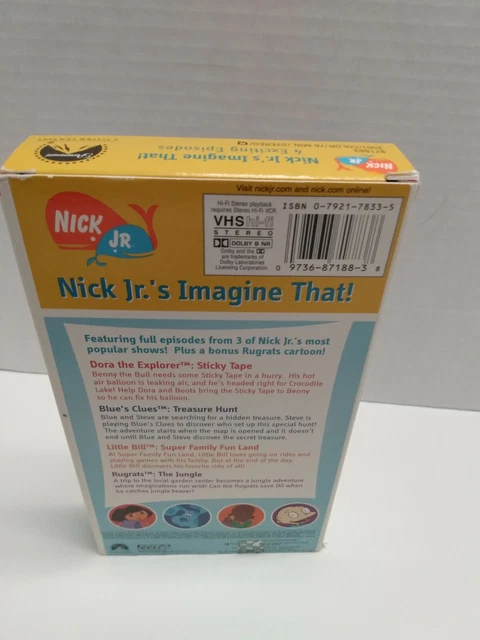 Nick Jr.'s Imagine That!
4 Exciting Episodes
NICK JR
Visit nickjr.com and nick.com online!
NICK JR.
Hi-Fi Stereo playback
requires Stereo Hi-Fi VCR.
VHS hi-fi
STEREO
DOLBY B NR
Dolby and the
are trademarks of
Dolby Laboratories
Licensing Corporation.
ISBN 0-7921-7833-5
0 9736-87188-3 8
Nick Jr.'s Imagine That!
Featuring full episodes from 3 of Nick Jr.'s most
popular shows! Plus a bonus Rugrats cartoon!
Dora the Explorer™: Sticky Tape
Benny the Bull needs some Sticky Tape in a hurry. His hot
air balloon is leaking air, and he's headed right for Crocodile
Lake! Help Dora and Boots bring the Sticky Tape to Benny
so he can fix his balloon.
Blue's Clues™: Treasure Hunt
Blue and Steve are searching for a hidden treasure. Steve is
playing Blue's Clues to discover who set up this special hunt!
The adventure starts when the map is opened and it doesn't
end until Blue and Steve discover the secret treasure.
Little Bill™: Super Family Fun Land
At Super Family Fun Land, Little Bill loves going on rides and
playing games with his family. But at the end of the day,
Little Bill discovers his favorite ride of all!
Rugrats™: The Jungle
A trip to the local garden center becomes a jungle adventure
where imaginations run wild! Can the Rugrats save Dil when
he catches jungle beaver?